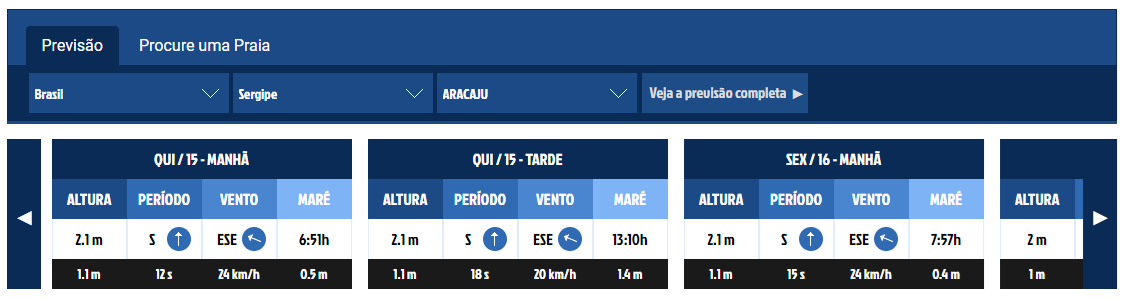 Previsão Procure uma Praia
Brasil Sergipe ARACAJU Veja a previsão completa ►
QUI / 15 - MANHÃ QUI / 15 - TARDE SEX / 16 - MANHÃ
ALTURA PERÍODO VENTO MARÉ ALTURA PERÍODO VENTO MARÉ ALTURA PERÍODO VENTO MARÉ ALTURA
2.1 m S ESE 6:51h 2.1 m S ESE 13:10h 2.1 m S ESE 7:57h 2 m
1.1 m 12 s 24 km/h 0.5 m 1.1 m 18 s 20 km/h 1.4 m 1.1 m 15 s 24 km/h 0.4 m 1 m